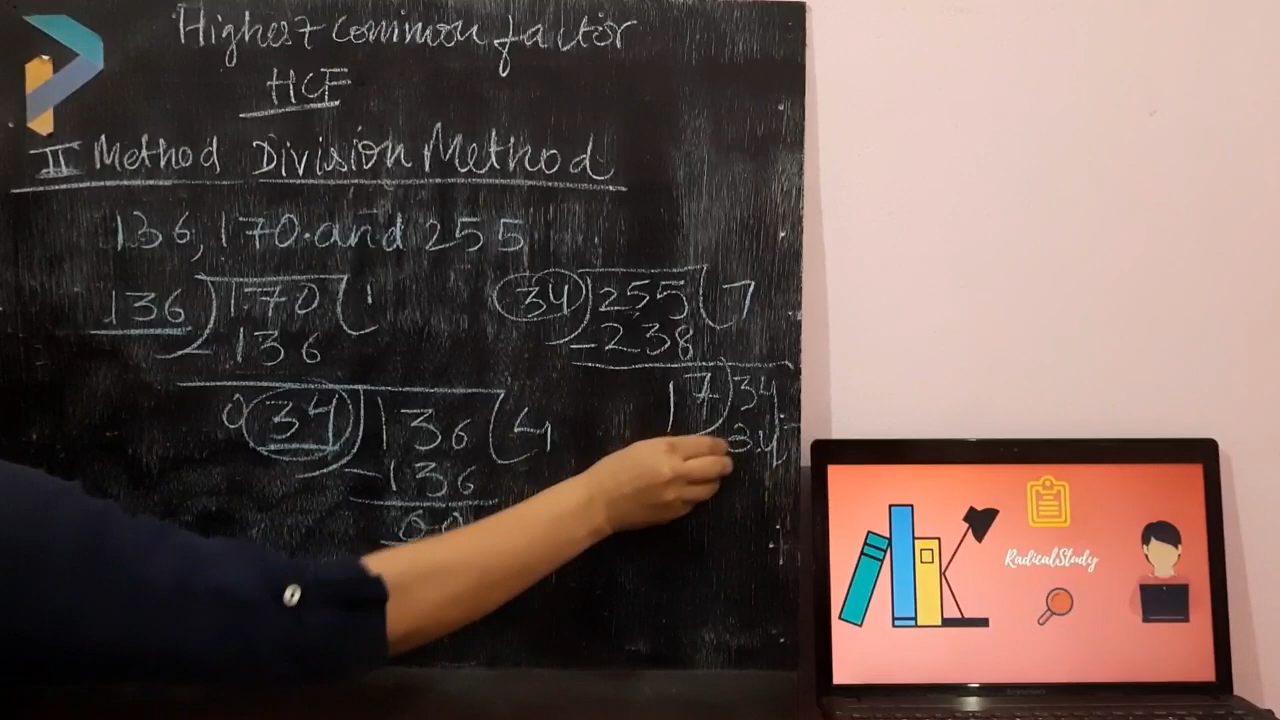 Highest common factor
HCF
II Method Division Method
136, 170 and 255
136) 170 (1
- 136
034) 136 (4
- 136
00
34) 255 (7
- 238
17) 34
34
RadicalStudy